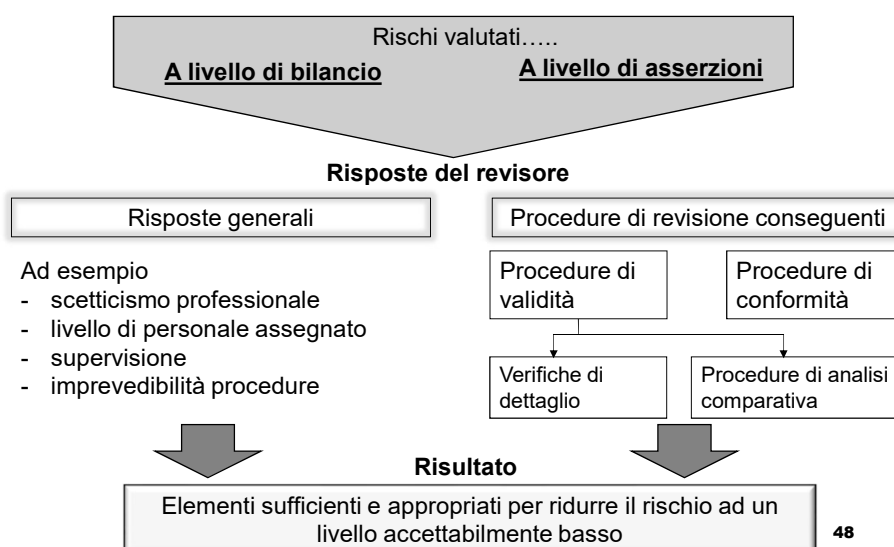 Rischi valutati…..
A livello di bilancio
A livello di asserzioni
Risposte del revisore
Risposte generali
Procedure di revisione conseguenti
Ad esempio
- scetticismo professionale
- livello di personale assegnato
- supervisione
- imprevedibilità procedure
Procedure di
validità
Procedure di
conformità
Verifiche di
dettaglio
Procedure di analisi
comparativa
Risultato
Elementi sufficienti e appropriati per ridurre il rischio ad un
livello accettabilmente basso
48